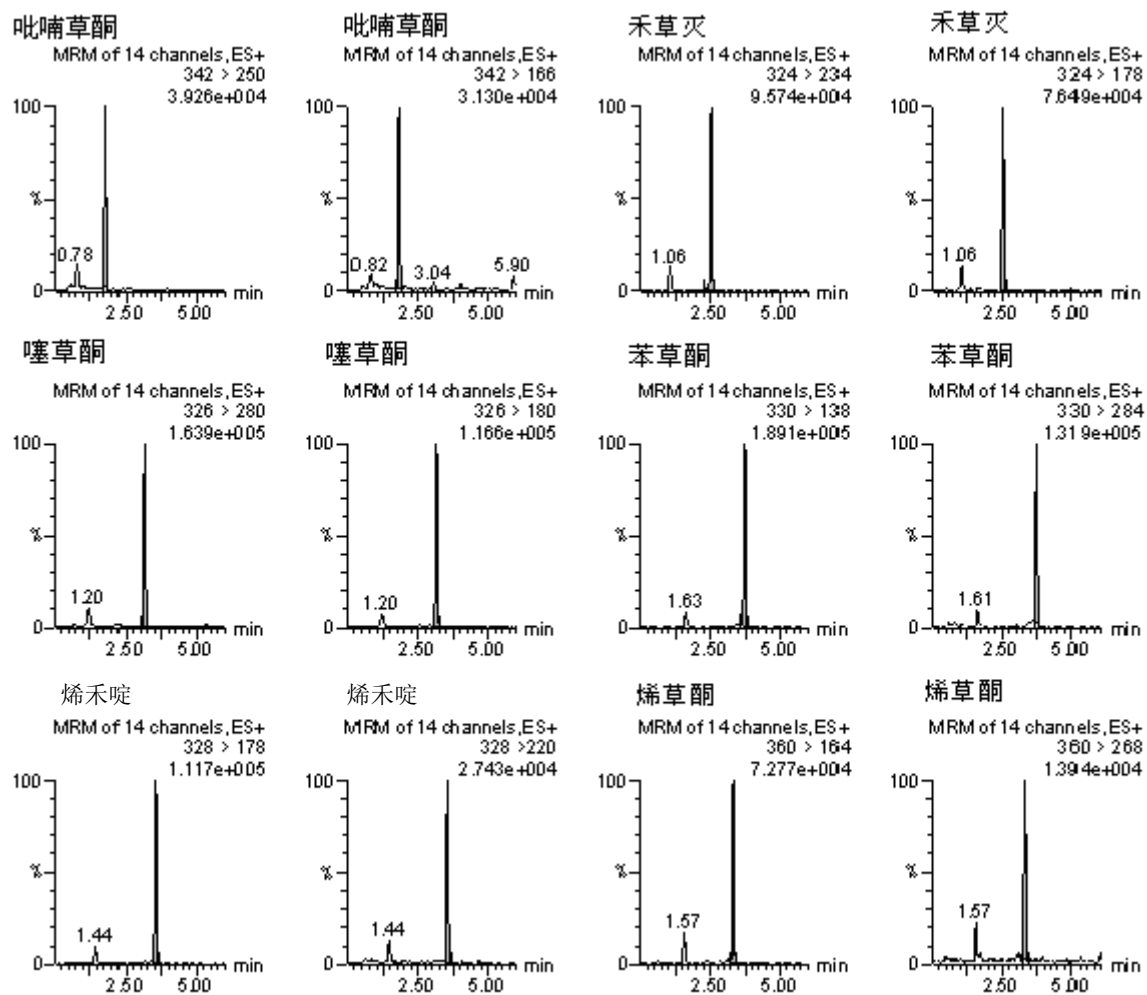 吡喃草酮
MRM of 14 channels,ES+
342 > 250
3.926e+004
100
%
0.78
0
2.50 5.00 min
吡喃草酮
MRM of 14 channels,ES+
342 > 166
3.130e+004
100
%
0.82 3.04 5.90
0
2.50 5.00 min
禾草灭
MRM of 14 channels,ES+
324 > 234
9.574e+004
100
%
1.06
0
2.50 5.00 min
禾草灭
MRM of 14 channels,ES+
324 > 178
7.649e+004
100
%
1.06
0
2.50 5.00 min
噻草酮
MRM of 14 channels,ES+
326 > 280
1.639e+005
100
%
1.20
0
2.50 5.00 min
噻草酮
MRM of 14 channels,ES+
326 > 180
1.166e+005
100
%
1.20
0
2.50 5.00 min
苯草酮
MRM of 14 channels,ES+
330 > 138
1.891e+005
100
%
1.63
0
2.50 5.00 min
苯草酮
MRM of 14 channels,ES+
330 > 284
1.319e+005
100
%
1.61
0
2.50 5.00 min
烯禾啶
MRM of 14 channels,ES+
328 > 178
1.117e+005
100
%
1.44
0
2.50 5.00 min
烯禾啶
MRM of 14 channels,ES+
328 >220
2.743e+004
100
%
1.44
0
2.50 5.00 min
烯草酮
MRM of 14 channels,ES+
360 > 164
7.277e+004
100
%
1.57
0
2.50 5.00 min
烯草酮
MRM of 14 channels,ES+
360 > 268
1.394e+004
100
%
1.57
0
2.50 5.00 min